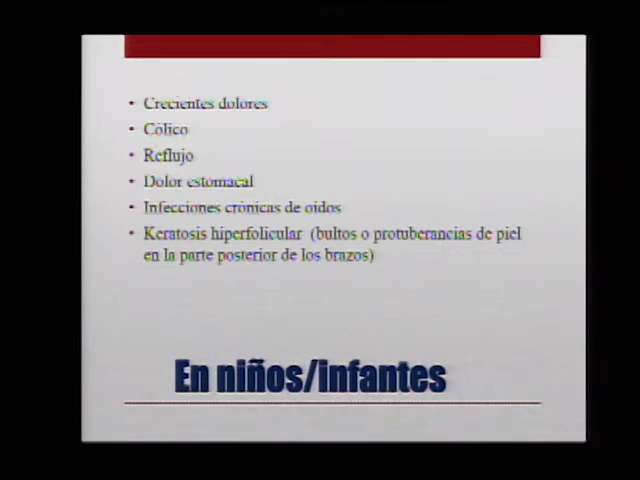 • Crecientes dolores
• Cólico
• Reflujo
• Dolor estomacal
• Infecciones crónicas de oidos
• Keratosis hiperfolicular (bultos o protuberancias de piel
en la parte posterior de los brazos)
En niños/infantes